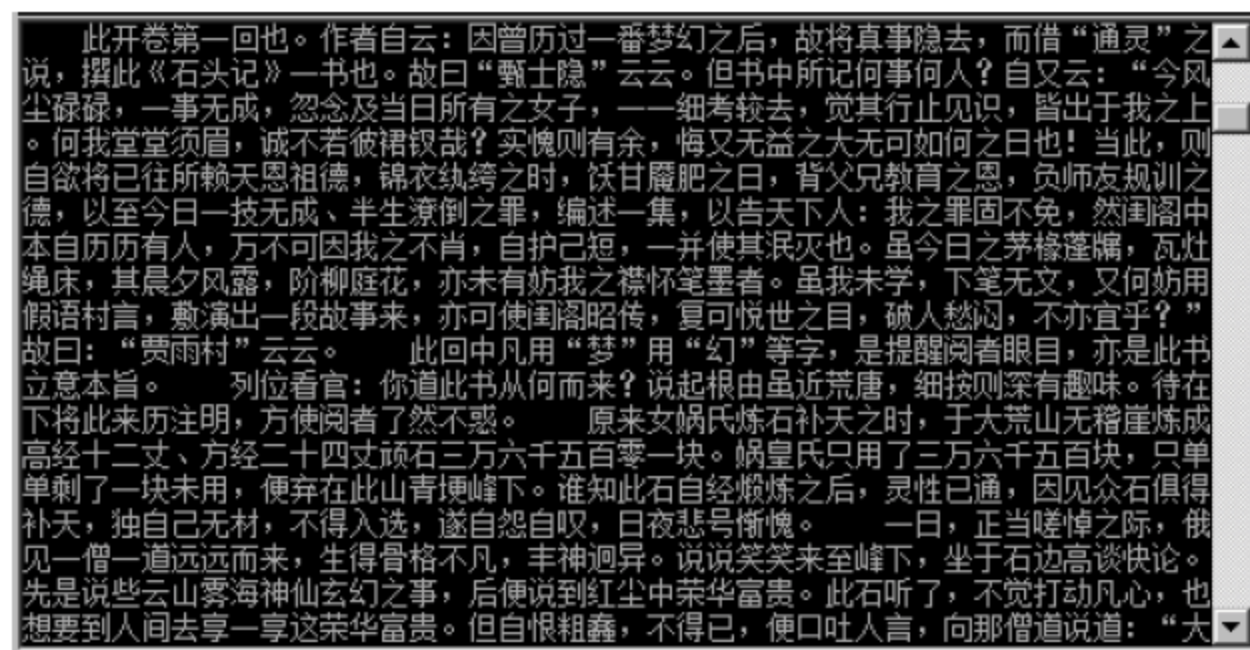 此开卷第一回也。作者自云：因曾历过一番梦幻之后，故将真事隐去，而借“通灵”之
说，撰此《石头记》一书也。故曰“甄士隐”云云。但书中所记何事何人？自又云：“今风
尘碌碌，一事无成，忽念及当日所有之女子，一一细考较去，觉其行止见识，皆出于我之上
。何我堂堂须眉，诚不若彼裙钗哉？实愧则有余，悔又无益之大无可如何之日也！当此，则
自欲将已往所赖天恩祖德，锦衣纨绔之时，饫甘餍肥之日，背父兄教育之恩，负师友规训之
德，以至今日一技无成、半生潦倒之罪，编述一集，以告天下人：我之罪固不免，然闺阁中
本自历历有人，万不可因我之不肖，自护己短，一并使其泯灭也。虽今日之茅椽蓬牖，瓦灶
绳床，其晨夕风露，阶柳庭花，亦未有妨我之襟怀笔墨者。虽我未学，下笔无文，又何妨用
假语村言，敷演出一段故事来，亦可使闺阁昭传，复可悦世之目，破人愁闷，不亦宜乎？”
故曰：“贾雨村”云云。　　此回中凡用“梦”用“幻”等字，是提醒阅者眼目，亦是此书
立意本旨。　　列位看官：你道此书从何而来？说起根由虽近荒唐，细按则深有趣味。待在
下将此来历注明，方使阅者了然不惑。　　原来女娲氏炼石补天之时，于大荒山无稽崖炼成
高经十二丈、方经二十四丈顽石三万六千五百零一块。娲皇氏只用了三万六千五百块，只单
单剩了一块未用，便弃在此山青埂峰下。谁知此石自经煅炼之后，灵性已通，因见众石俱得
补天，独自己无材，不得入选，遂自怨自叹，日夜悲号惭愧。　　一日，正当嗟悼之际，俄
见一僧一道远远而来，生得骨格不凡，丰神迥异。说说笑笑来至峰下，坐于石边高谈快论。
先是说些云山雾海神仙玄幻之事，后便说到红尘中荣华富贵。此石听了，不觉打动凡心，也
想要到人间去享一享这荣华富贵。但自恨粗蠢，不得已，便口吐人言，向那僧道说道：“大